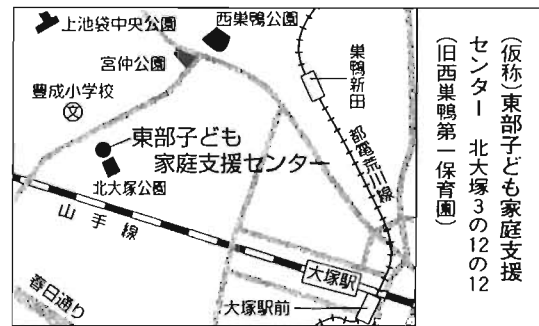 (仮称)東部子ども家庭支援
センター 北大塚3の12の12
(旧西巣鴨第一保育園)
上池袋中央公園
西巣鴨公園
宮仲公園
巣鴨新田
豊成小学校
文
都電荒川線
東部子ども
家庭支援センター
北大塚公園
山手線
大塚駅
春日通り
大塚駅前